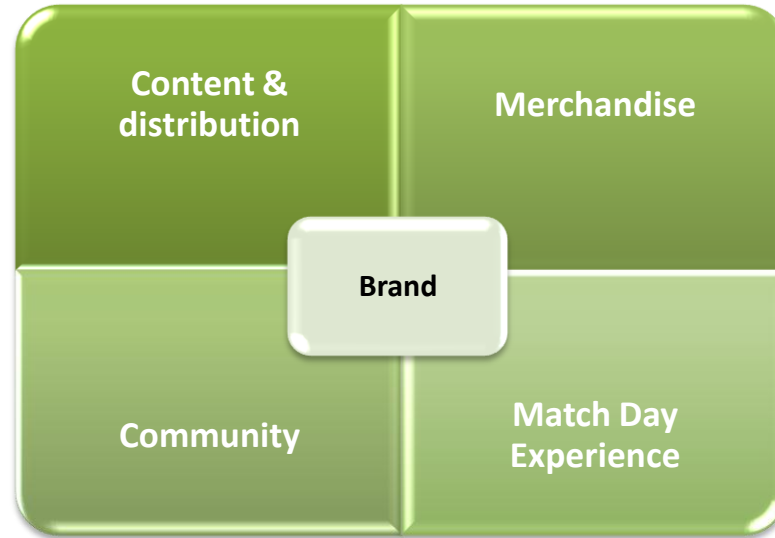 Content &
distribution
Merchandise
Brand
Community
Match Day
Experience